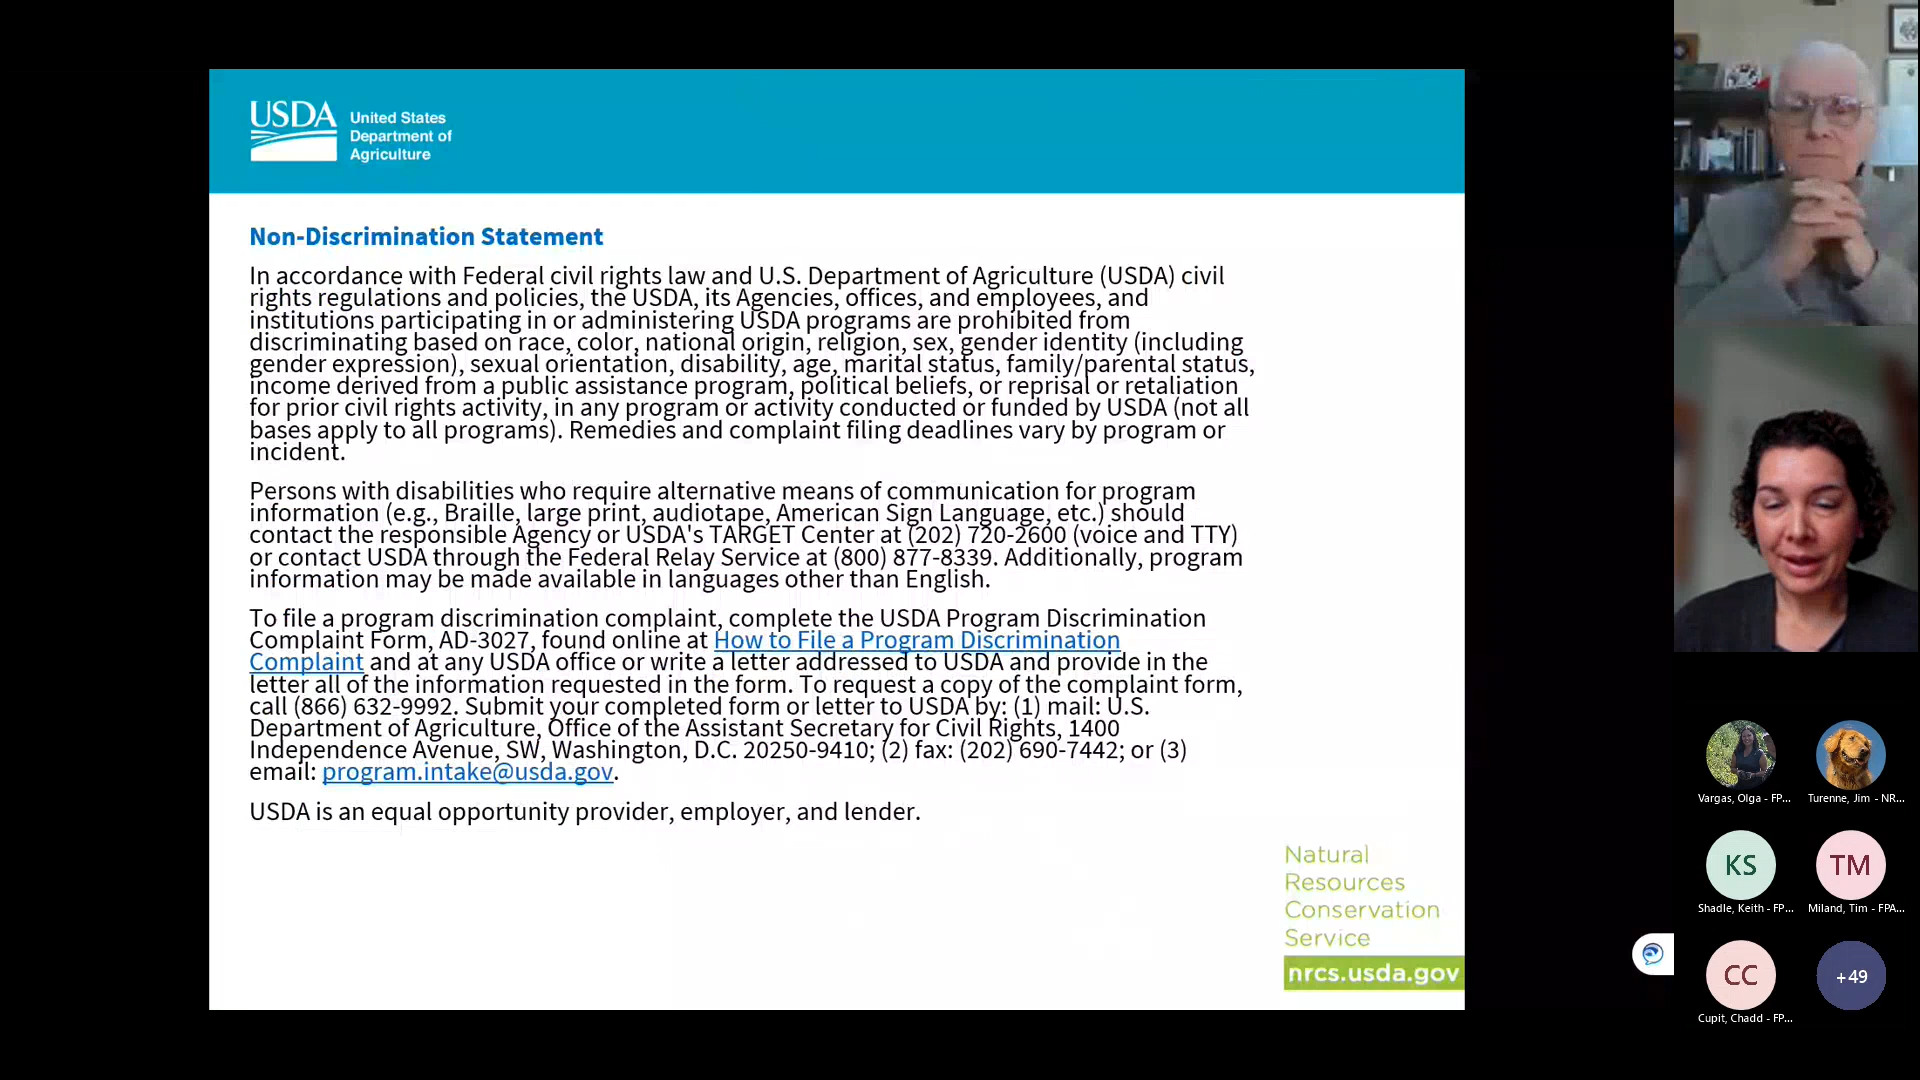 USDA
United States
Department of
Agriculture
Non-Discrimination Statement
In accordance with Federal civil rights law and U.S. Department of Agriculture (USDA) civil
rights regulations and policies, the USDA, its Agencies, offices, and employees, and
institutions participating in or administering USDA programs are prohibited from
discriminating based on race, color, national origin, religion, sex, gender identity (including
gender expression), sexual orientation, disability, age, marital status, family/parental status,
income derived from a public assistance program, political beliefs, or reprisal or retaliation
for prior civil rights activity, in any program or activity conducted or funded by USDA (not all
bases apply to all programs). Remedies and complaint filing deadlines vary by program or
incident.
Persons with disabilities who require alternative means of communication for program
information (e.g., Braille, large print, audiotape, American Sign Language, etc.) should
contact the responsible Agency or USDA's TARGET Center at (202) 720-2600 (voice and TTY)
or contact USDA through the Federal Relay Service at (800) 877-8339. Additionally, program
information may be made available in languages other than English.
To file a program discrimination complaint, complete the USDA Program Discrimination
Complaint Form, AD-3027, found online at How to File a Program Discrimination
Complaint and at any USDA office or write a letter addressed to USDA and provide in the
letter all of the information requested in the form. To request a copy of the complaint form,
call (866) 632-9992. Submit your completed form or letter to USDA by: (1) mail: U.S.
Department of Agriculture, Office of the Assistant Secretary for Civil Rights, 1400
Independence Avenue, SW, Washington, D.C. 20250-9410; (2) fax: (202) 690-7442; or (3)
email: program.intake@usda.gov.
USDA is an equal opportunity provider, employer, and lender.
Natural
Resources
Conservation
Service
nrcs.usda.gov
Vargas, Olga - FP...
Turenne, Jim - NR...
KS
TM
Shadle, Keith - FP...
Miland, Tim - FPA...
CC
+49
Cupit, Chadd - FP...